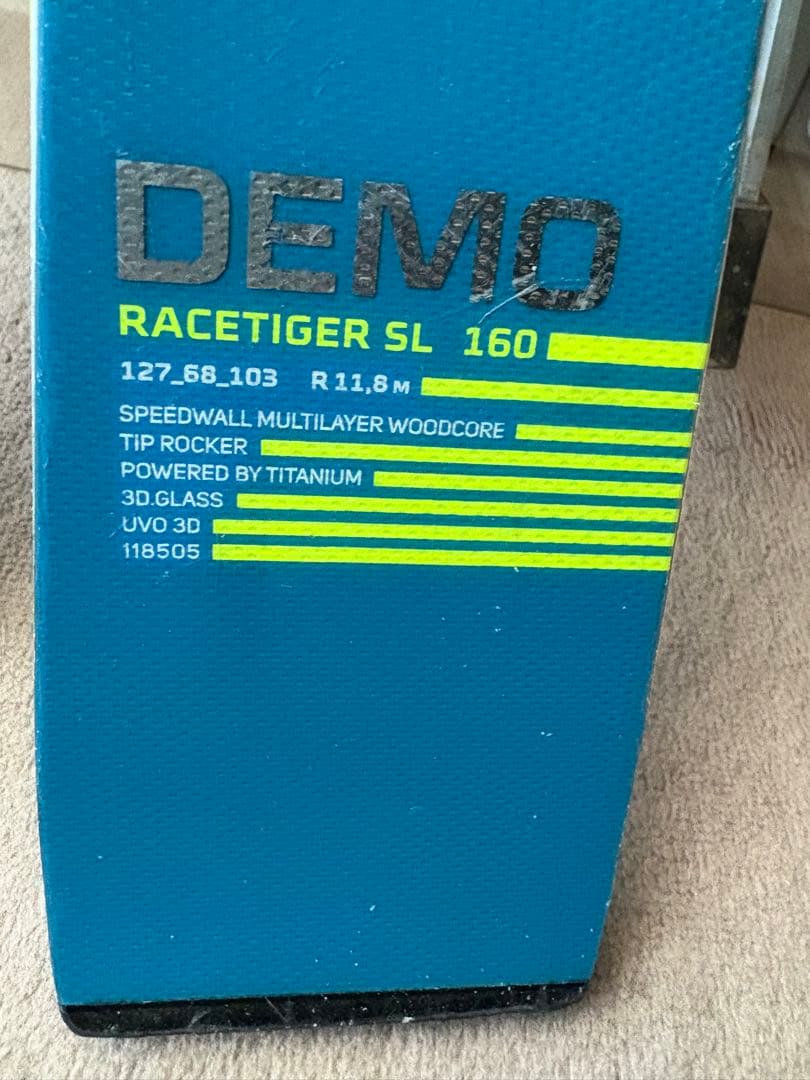 DEMO
RACETIGER SL 160
127_68_103 R 11,8 M
SPEEDWALL MULTILAYER WOODCORE
TIP ROCKER
POWERED BY TITANIUM
3D.GLASS
UVO 3D
118505